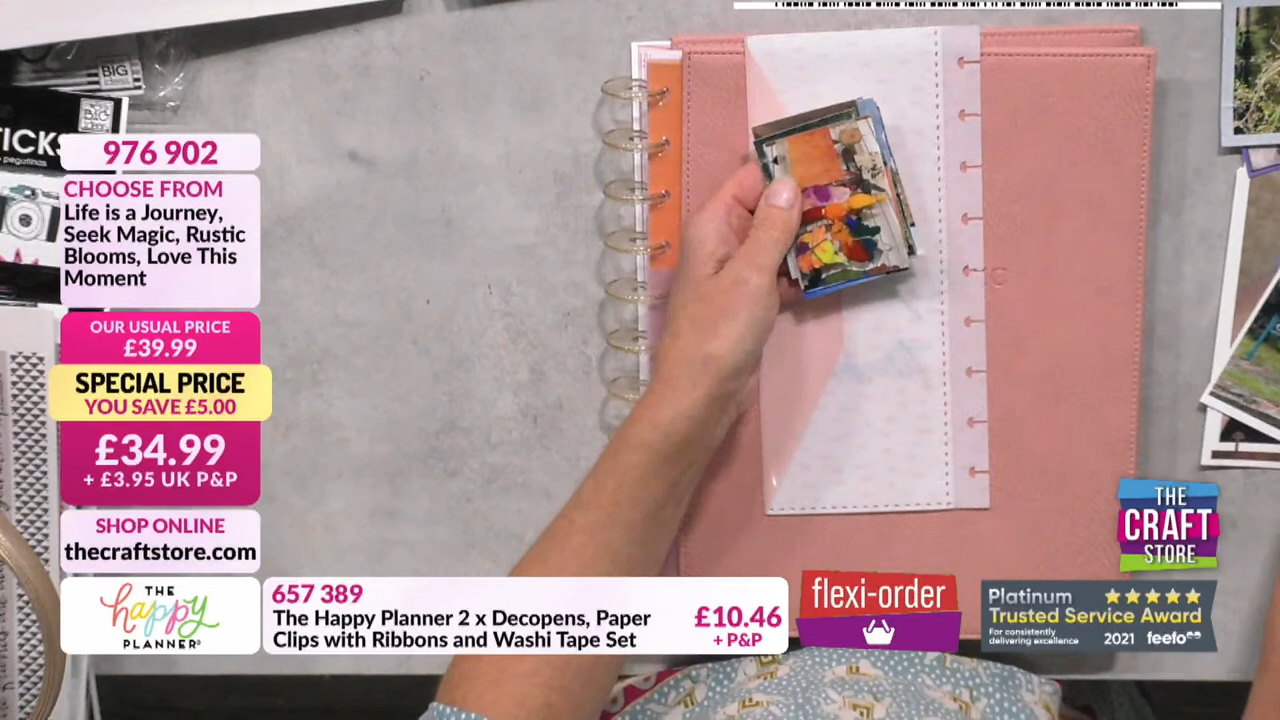 BIG
BIG
TICKS
pegatinas
976 902
CHOOSE FROM
Life is a Journey,
Seek Magic, Rustic
Blooms, Love This
Moment
OUR USUAL PRICE
£39.99
SPECIAL PRICE
YOU SAVE £5.00
£34.99
+ £3.95 UK P&P
SHOP ONLINE
thecraftstore.com
THE
happy
PLANNER®
657 389
The Happy Planner 2 x Decopens, Paper
Clips with Ribbons and Washi Tape Set
£10.46
+ P&P
flexi-order
THE
CRAFT
STORE
Platinum
Trusted Service Award
For consistently
delivering excellence
2021 feefo